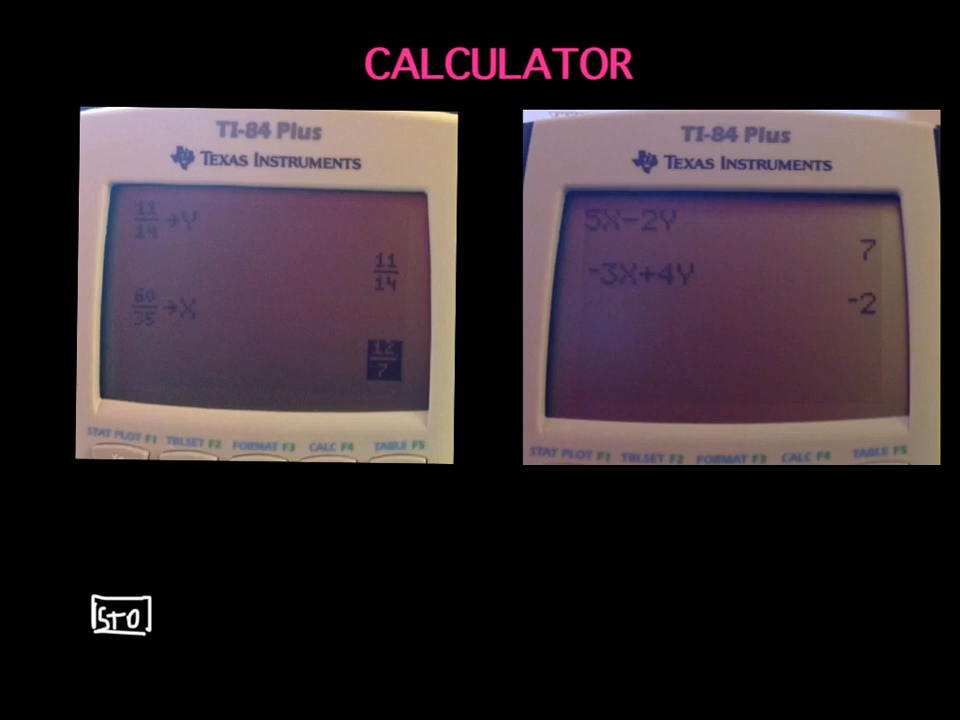 CALCULATOR
TI-84 Plus
TEXAS INSTRUMENTS
11/14→Y
11/14
60/35→X
12/7
STAT PLOT F1 TBLSET F2 FORMAT F3 CALC F4 TABLE F5
TI-84 Plus
TEXAS INSTRUMENTS
5X-2Y
7
-3X+4Y
-2
STAT PLOT F1 TBLSET F2 FORMAT F3 CALC F4 TABLE F5
STO